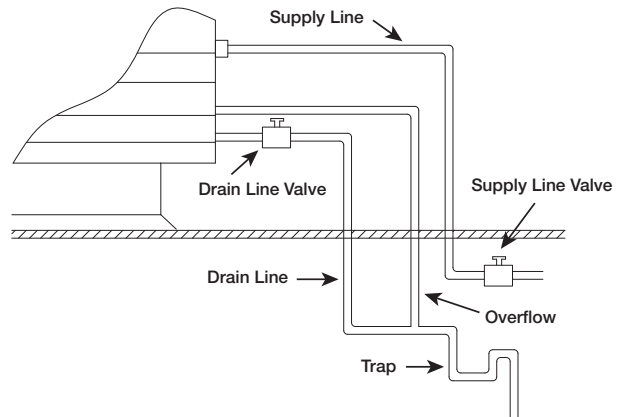 Supply Line
Drain Line Valve
Supply Line Valve
Drain Line
Overflow
Trap